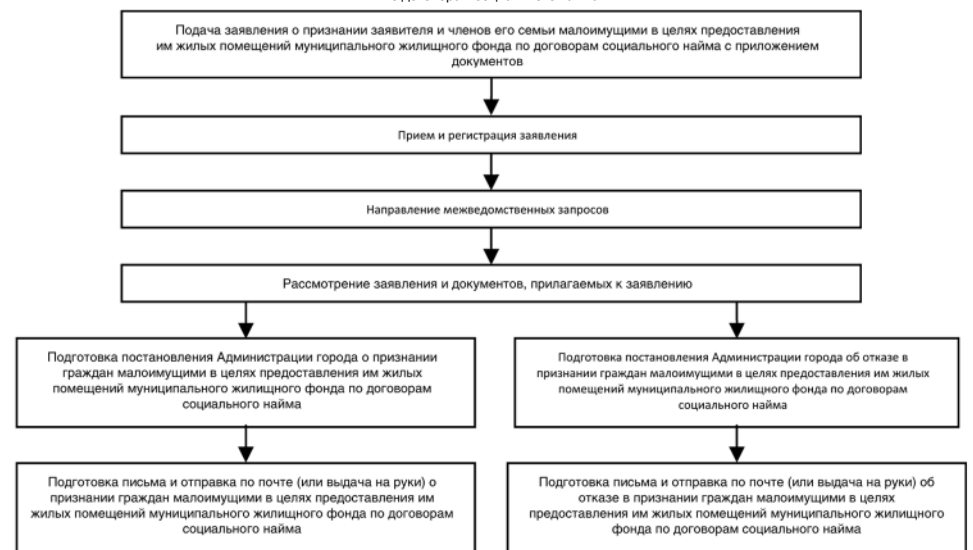 Подача заявления о признании заявителя и членов его семьи малоимущими в целях предоставления
им жилых помещений муниципального жилищного фонда по договорам социального найма с приложением
документов
Прием и регистрация заявления
Направление межведомственных запросов
Рассмотрение заявления и документов, прилагаемых к заявлению
Подготовка постановления Администрации города о признании
граждан малоимущими в целях предоставления им жилых
помещений муниципального жилищного фонда по договорам
социального найма
Подготовка постановления Администрации города об отказе в
признании граждан малоимущими в целях предоставления им жилых
помещений муниципального жилищного фонда по договорам
социального найма
Подготовка письма и отправка по почте (или выдача на руки) о
признании граждан малоимущими в целях предоставления им
жилых помещений муниципального жилищного фонда по договорам
социального найма
Подготовка письма и отправка по почте (или выдача на руки) об
отказе в признании граждан малоимущими в целях
предоставления им жилых помещений муниципального жилищного
фонда по договорам социального найма